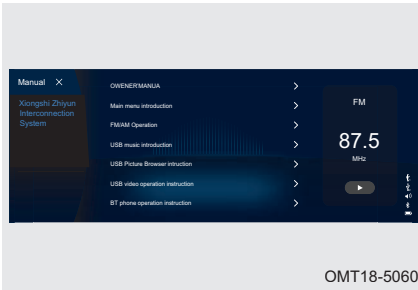 Manual ×
Xiongshi Zhiyun
Interconnection
System
OWENER'MANUA
Main menu introduction
FM/AM Operation
USB music introduction
USB Picture Browser intruction
USB video operation instruction
BT phone operation instruction
FM
87.5
MHz
OMT18-5060